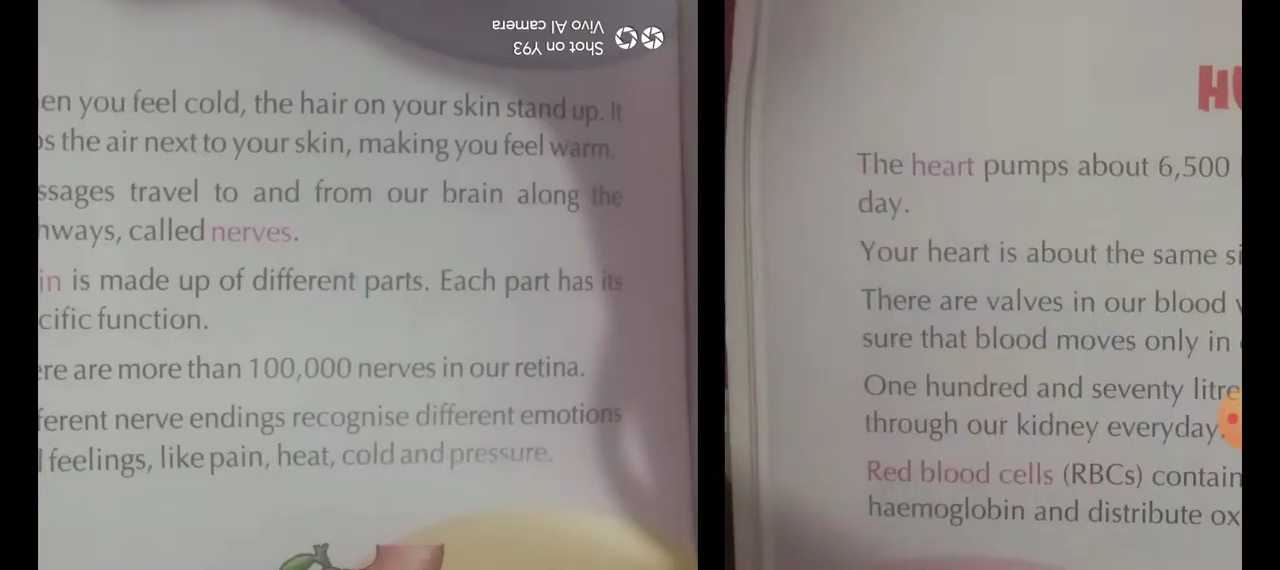 Shot on Y93
Vivo AI camera
en you feel cold, the hair on your skin stand up. It
s the air next to your skin, making you feel warm.
ssages travel to and from our brain along the
hways, called nerves.
in is made up of different parts. Each part has its
cific function.
re are more than 100,000 nerves in our retina.
ferent nerve endings recognise different emotions
feelings, like pain, heat, cold and pressure.
H
The heart pumps about 6,500
day.
Your heart is about the same si
There are valves in our blood
sure that blood moves only in
One hundred and seventy litre
through our kidney everyday.
Red blood cells (RBCs) contain
haemoglobin and distribute ox